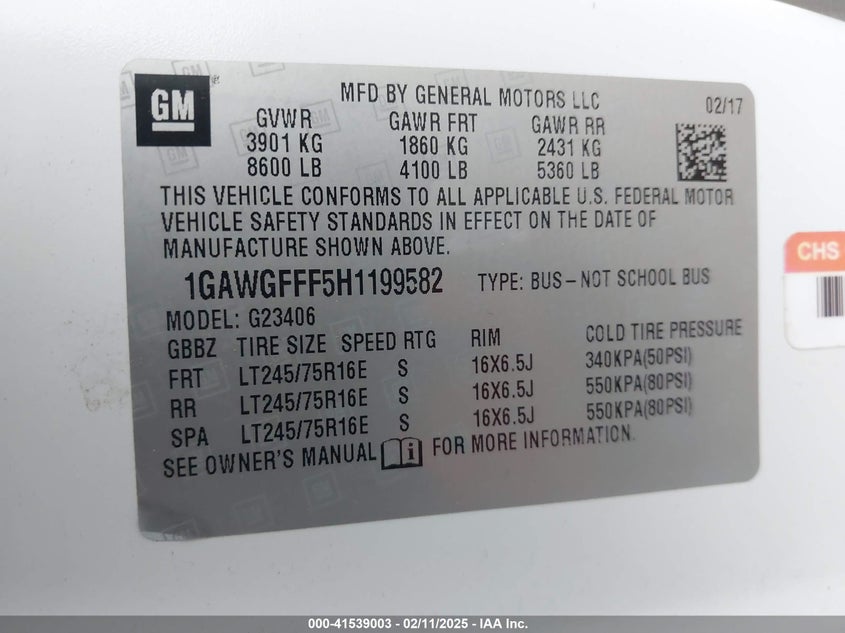 GM
MFD BY GENERAL MOTORS LLC 02/17
GVWR GAWR FRT GAWR RR
3901 KG 1860 KG 2431 KG
8600 LB 4100 LB 5360 LB
THIS VEHICLE CONFORMS TO ALL APPLICABLE U.S. FEDERAL MOTOR
VEHICLE SAFETY STANDARDS IN EFFECT ON THE DATE OF
MANUFACTURE SHOWN ABOVE.
1GAWGFFF5H1199582 TYPE: BUS-NOT SCHOOL BUS
MODEL: G23406
GBBZ TIRE SIZE SPEED RTG RIM COLD TIRE PRESSURE
FRT LT245/75R16E S 16X6.5J 340KPA(50PSI)
RR LT245/75R16E S 16X6.5J 550KPA(80PSI)
SPA LT245/75R16E S 16X6.5J 550KPA(80PSI)
SEE OWNER'S MANUAL i FOR MORE INFORMATION.
CHS
000-41539003 - 02/11/2025 - IAA Inc.